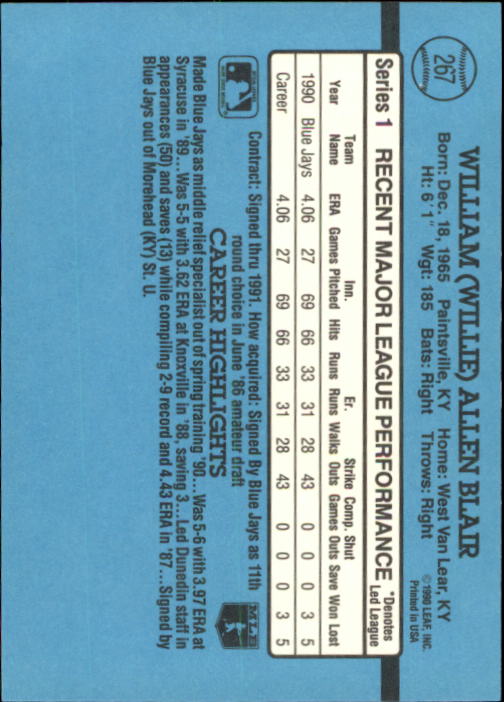 267
WILLIAM (WILLIE) ALLEN BLAIR
Born: Dec. 18, 1965 Paintsville, KY Home: West Van Lear, KY
Ht: 6'1" Wgt: 185 Bats: Right Throws: Right
©1990 LEAF, INC.
Printed in USA
Series 1 RECENT MAJOR LEAGUE PERFORMANCE
*Denotes
Led League
Team Inn. Er. Strike Comp. Shut
Year Name ERA Games Pitched Hits Runs Runs Walks Outs Games Outs Save Won Lost
1990 Blue Jays 4.06 27 69 66 33 31 28 43 0 0 0 3 5
Career 4.06 27 69 66 33 31 28 43 0 0 0 3 5
Contract: Signed thru 1991. How acquired: Signed By Blue Jays as 11th
round choice in June '86 amateur draft
CAREER HIGHLIGHTS
Made Blue Jays as middle relief specialist out of spring training '90...Was 5-6 with 3.97 ERA at
Syracuse in '89...Was 5-5 with 3.62 ERA at Knoxville in '88, saving 3...Led Dunedin staff in
appearances (50) and saves (13) while compiling 2-9 record and 4.43 ERA in '87...Signed by
Blue Jays out of Morehead (KY) St. U.